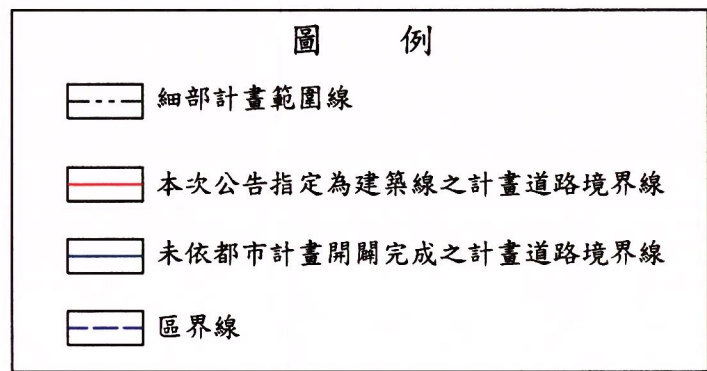 圖 例
細部計畫範圍線
本次公告指定為建築線之計畫道路境界線
未依都市計畫開闢完成之計畫道路境界線
區界線